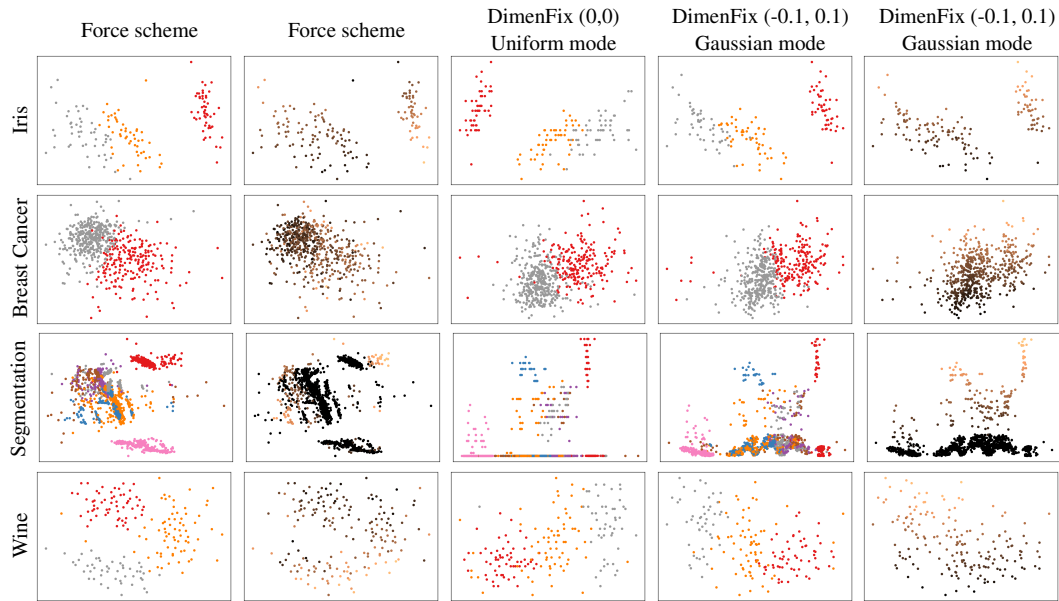 Force scheme
Force scheme
DimenFix (0,0)
Uniform mode
DimenFix (-0.1, 0.1)
Gaussian mode
DimenFix (-0.1, 0.1)
Gaussian mode
Iris
Breast Cancer
Segmentation
Wine